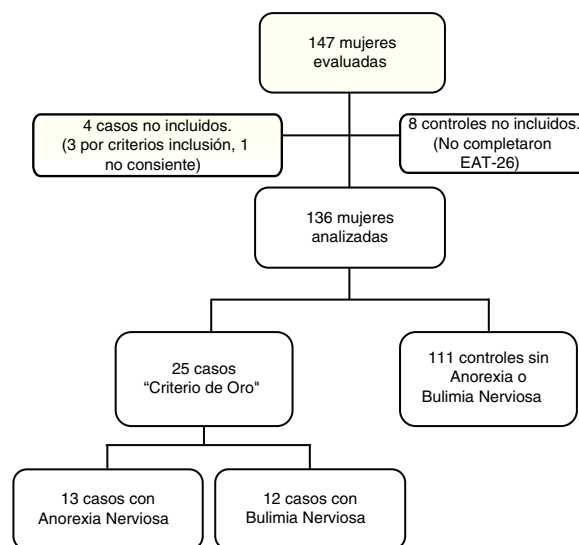 147 mujeres
evaluadas
4 casos no incluidos.
(3 por criterios inclusión, 1
no consiente)
8 controles no incluidos.
(No completaron
EAT-26)
136 mujeres
analizadas
25 casos
“Criterio de Oro"
111 controles sin
Anorexia o
Bulimia Nerviosa
13 casos con
Anorexia Nerviosa
12 casos con
Bulimia Nerviosa